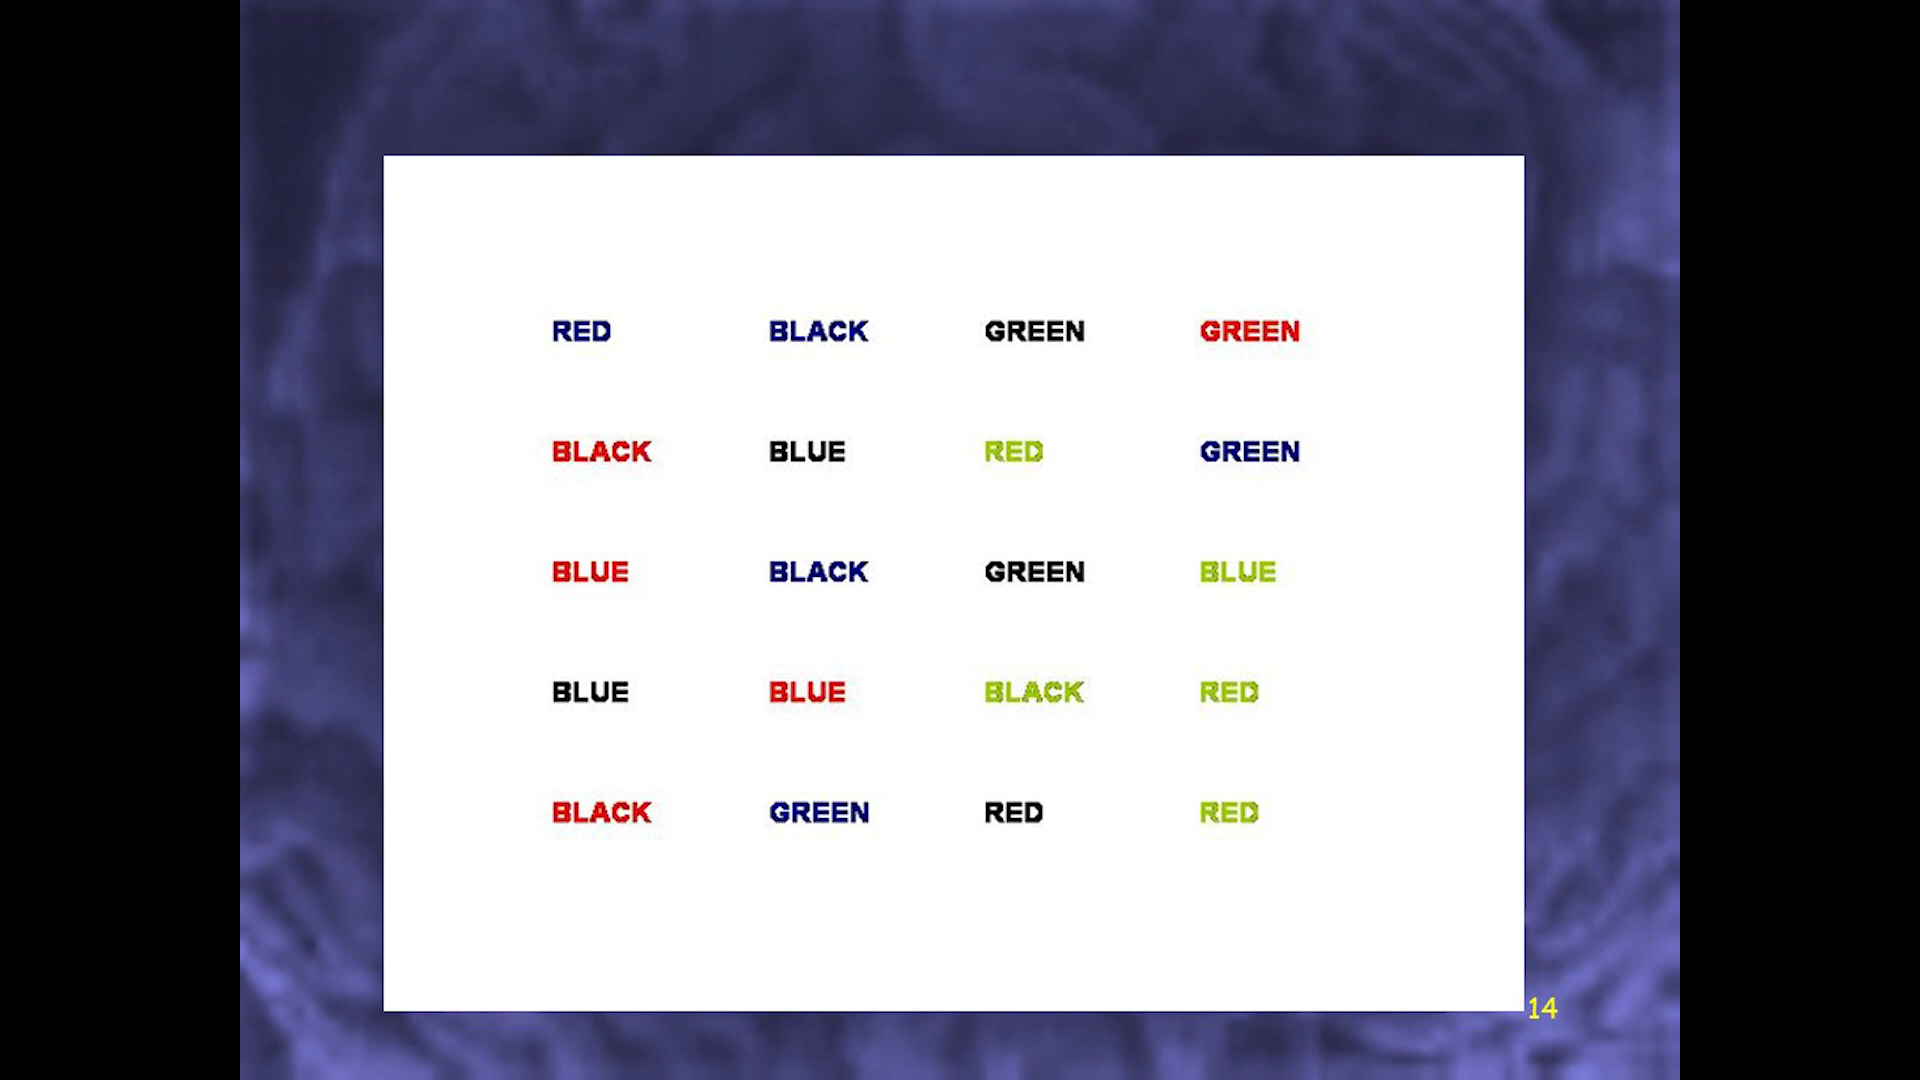 RED BLACK GREEN GREEN
BLACK BLUE RED GREEN
BLUE BLACK GREEN BLUE
BLUE BLUE BLACK RED
BLACK GREEN RED RED
14